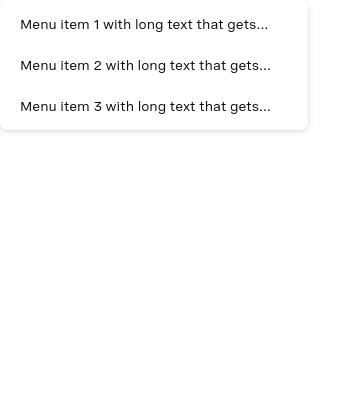 Menu item 1 with long text that gets...
Menu item 2 with long text that gets...
Menu item 3 with long text that gets...